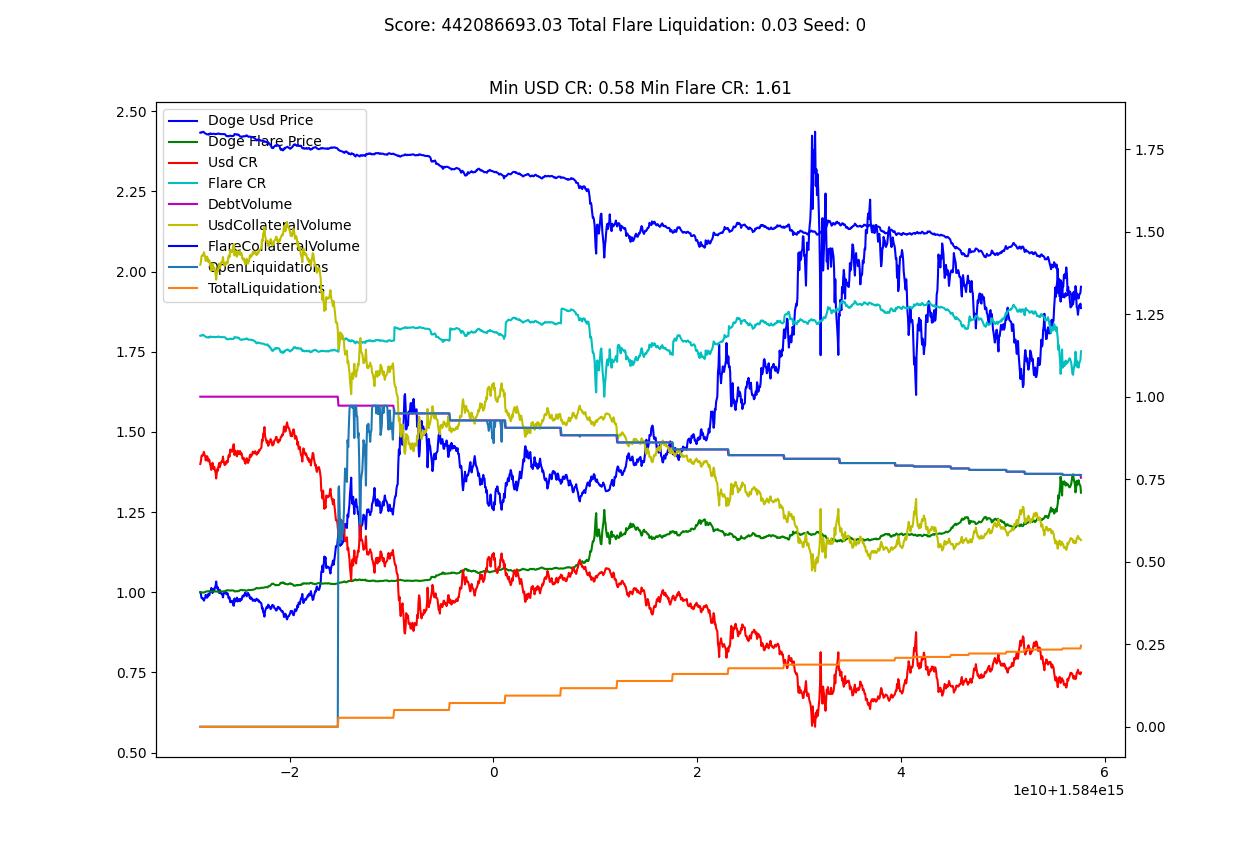 Score: 442086693.03 Total Flare Liquidation: 0.03 Seed: 0
Min USD CR: 0.58 Min Flare CR: 1.61
Doge Usd Price
Doge Flare Price
Usd CR
Flare CR
DebtVolume
UsdCollateralVolume
FlareCollateralVolume
OpenLiquidations
TotalLiquidations
2.50
2.25
2.00
1.75
1.50
1.25
1.00
0.75
0.50
1.75
1.50
1.25
1.00
0.75
0.50
0.25
0.00
−2 0 2 4 6
1e10+1.584e15